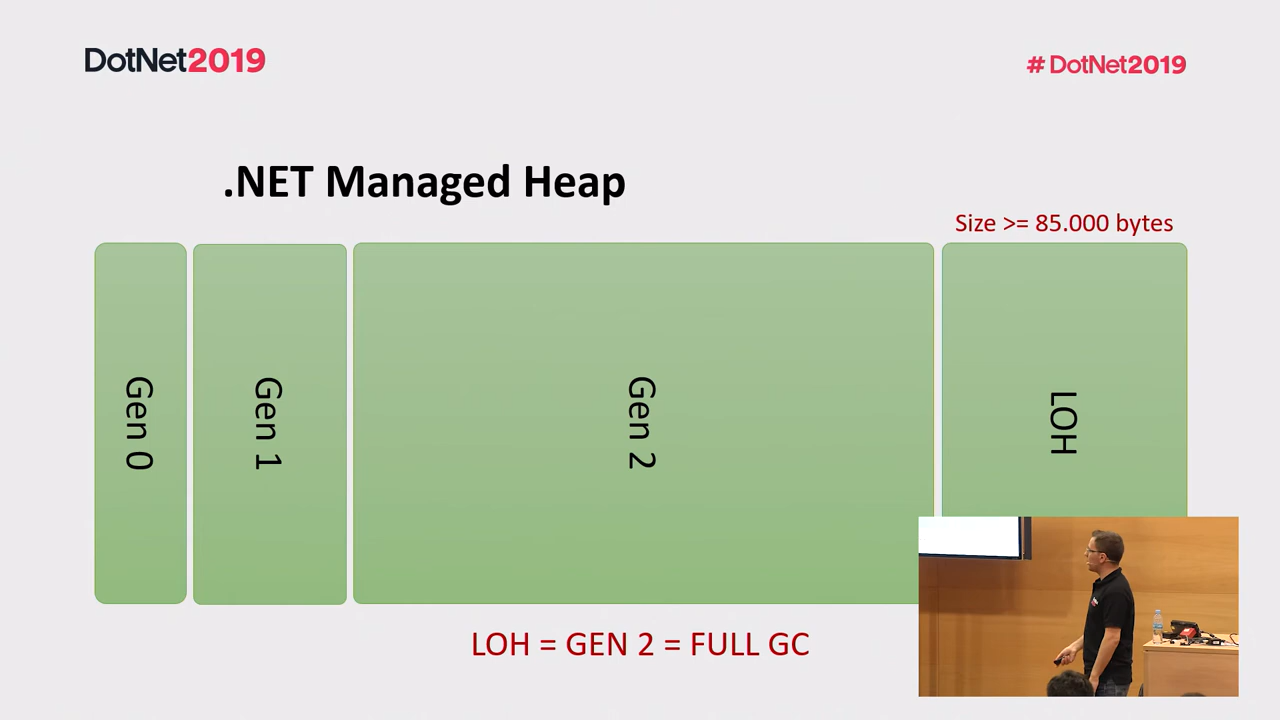 DotNet2019
# DotNet2019
.NET Managed Heap
Size >= 85.000 bytes
Gen 0
Gen 1
Gen 2
LOH
LOH = GEN 2 = FULL GC